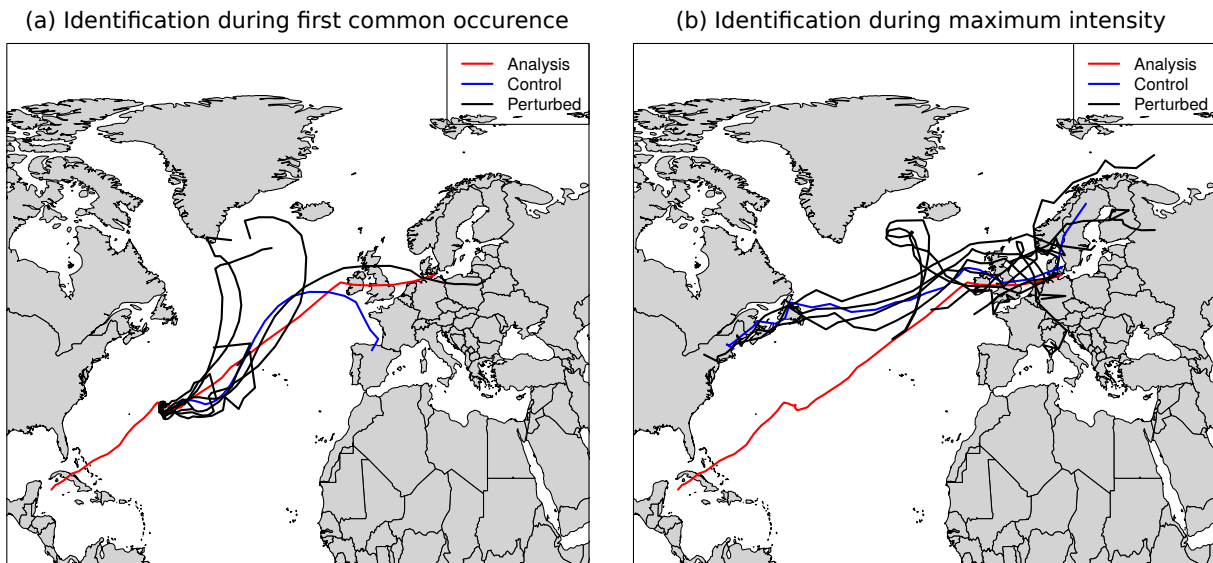 (a) Identification during first common occurence
Analysis
Control
Perturbed
(b) Identification during maximum intensity
Analysis
Control
Perturbed